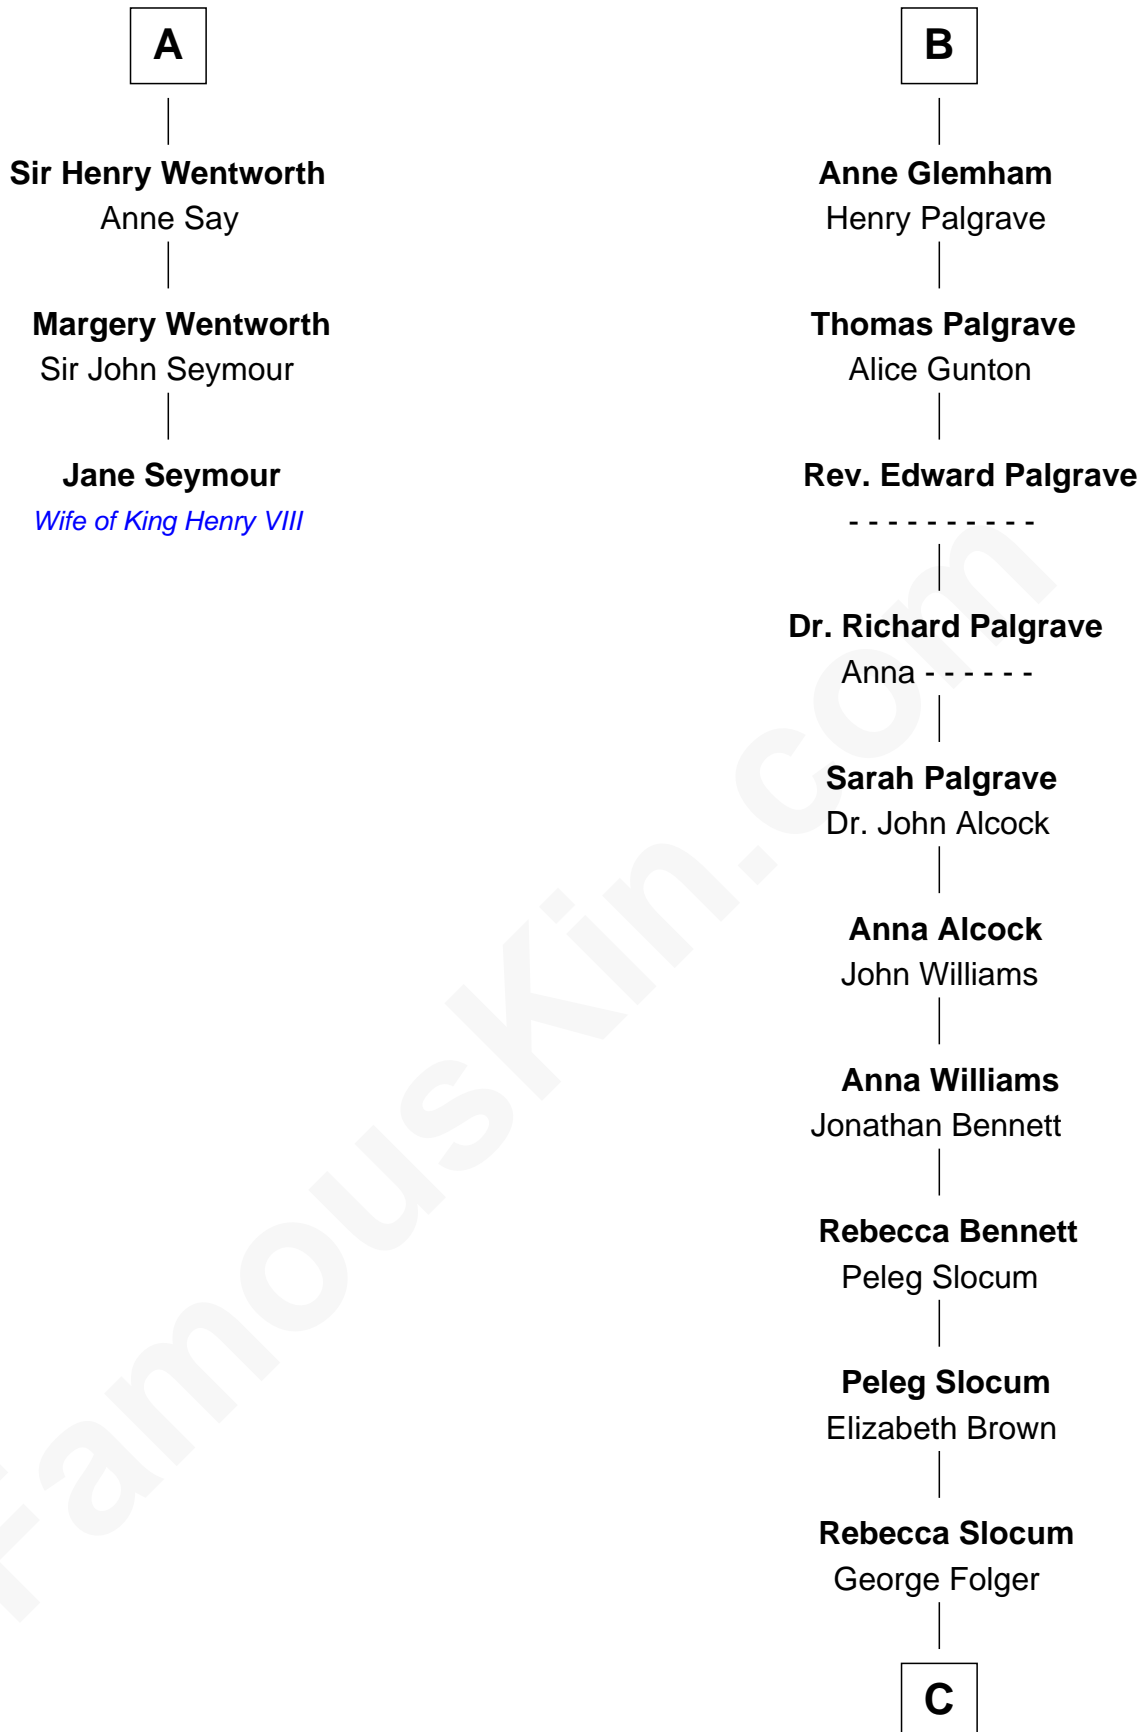 A
Sir Henry Wentworth
Anne Say
Margery Wentworth
Sir John Seymour
Jane Seymour
Wife of King Henry VIII
B
Anne Glemham
Henry Palgrave
Thomas Palgrave
Alice Gunton
Rev. Edward Palgrave
- - - - - - - - - -
Dr. Richard Palgrave
Anna - - - - - -
Sarah Palgrave
Dr. John Alcock
Anna Alcock
John Williams
Anna Williams
Jonathan Bennett
Rebecca Bennett
Peleg Slocum
Peleg Slocum
Elizabeth Brown
Rebecca Slocum
George Folger
C
FamousKin.com